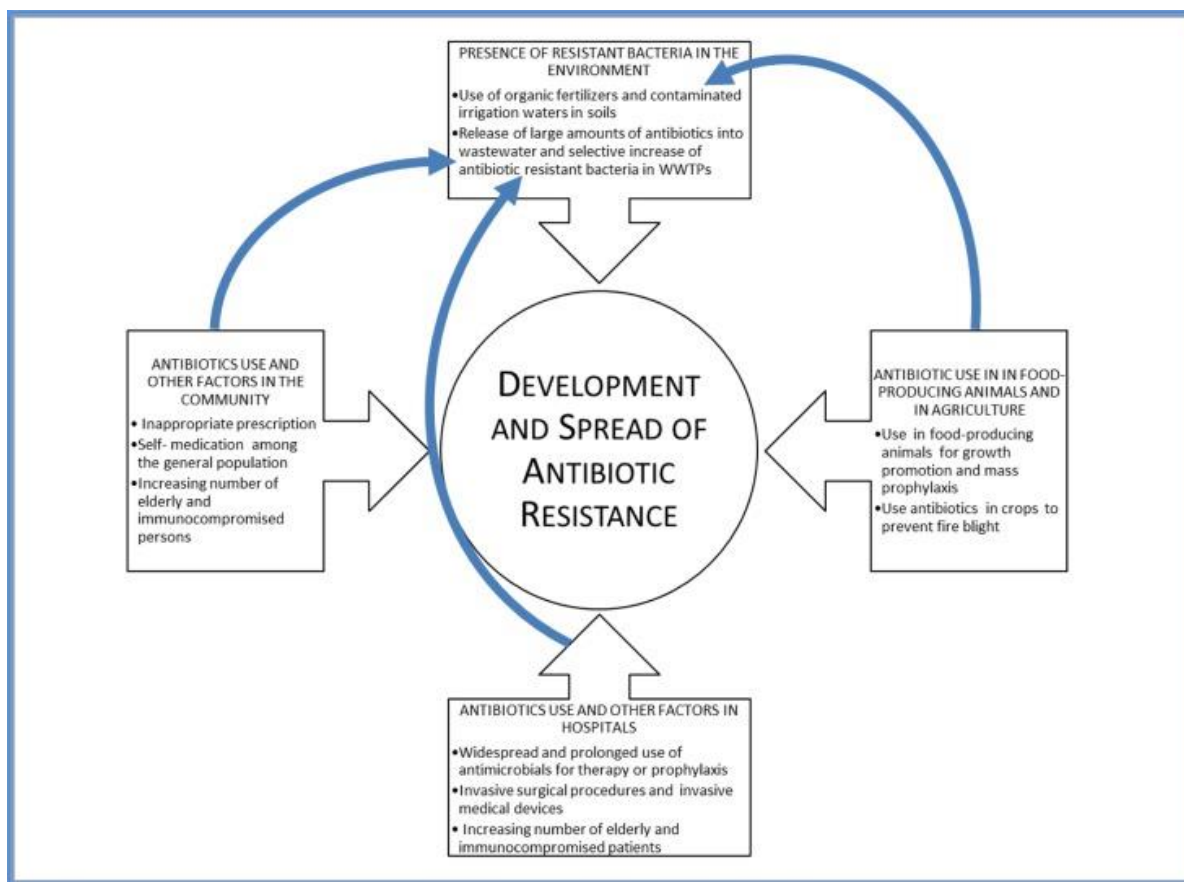 PRESENCE OF RESISTANT BACTERIA IN THE
ENVIRONMENT
•Use of organic fertilizers and contaminated
irrigation waters in soils
•Release of large amounts of antibiotics into
wastewater and selective increase of
antibiotic resistant bacteria in WWTPs
ANTIBIOTICS USE AND
OTHER FACTORS IN THE
COMMUNITY
• Inappropriate prescription
•Self- medication among
the general population
•Increasing number of
elderly and
immunocompromised
persons
DEVELOPMENT
AND SPREAD OF
ANTIBIOTIC
RESISTANCE
ANTIBIOTIC USE IN IN FOOD-
PRODUCING ANIMALS AND
IN AGRICULTURE
•Use in food-producing
animals for growth
promotion and mass
prophylaxis
•Use antibiotics in crops to
prevent fire blight
ANTIBIOTICS USE AND OTHER FACTORS IN
HOSPITALS
•Widespread and prolonged use of
antimicrobials for therapy or prophylaxis
•Invasive surgical procedures and invasive
medical devices
• Increasing number of elderly and
immunocompromised patients